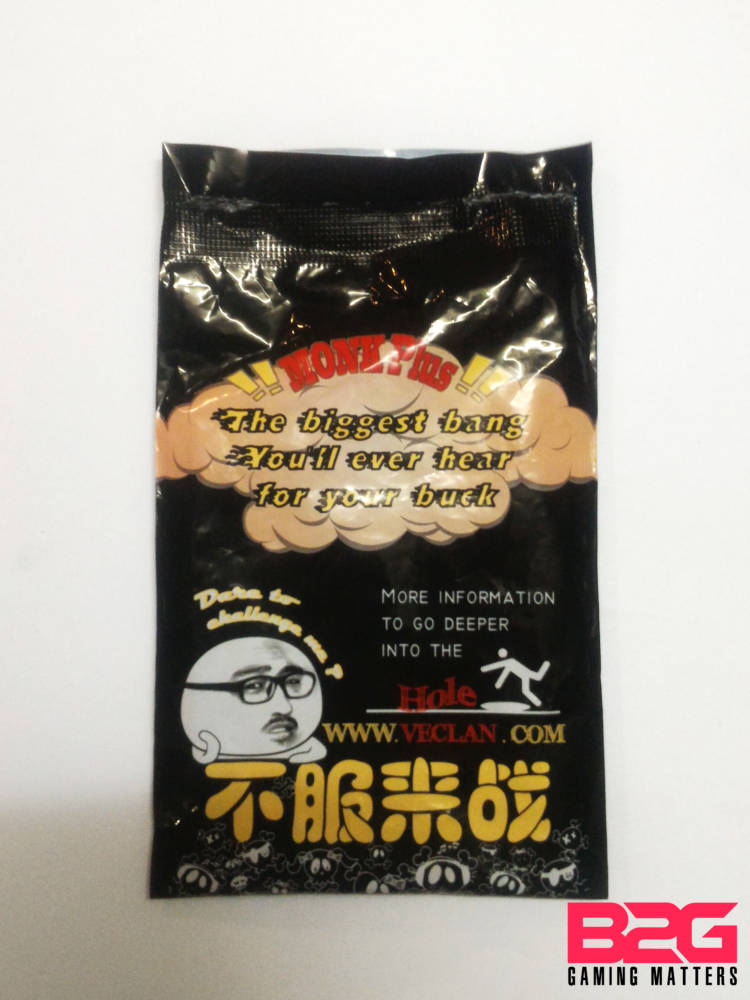 !! MONK Plus !!
The biggest bang
You'll ever hear
for your buck
Dare to
challenge me?
MORE INFORMATION
TO GO DEEPER
INTO THE
Hole
WWW.VECLAN.COM
不服来战
B2G
GAMING MATTERS